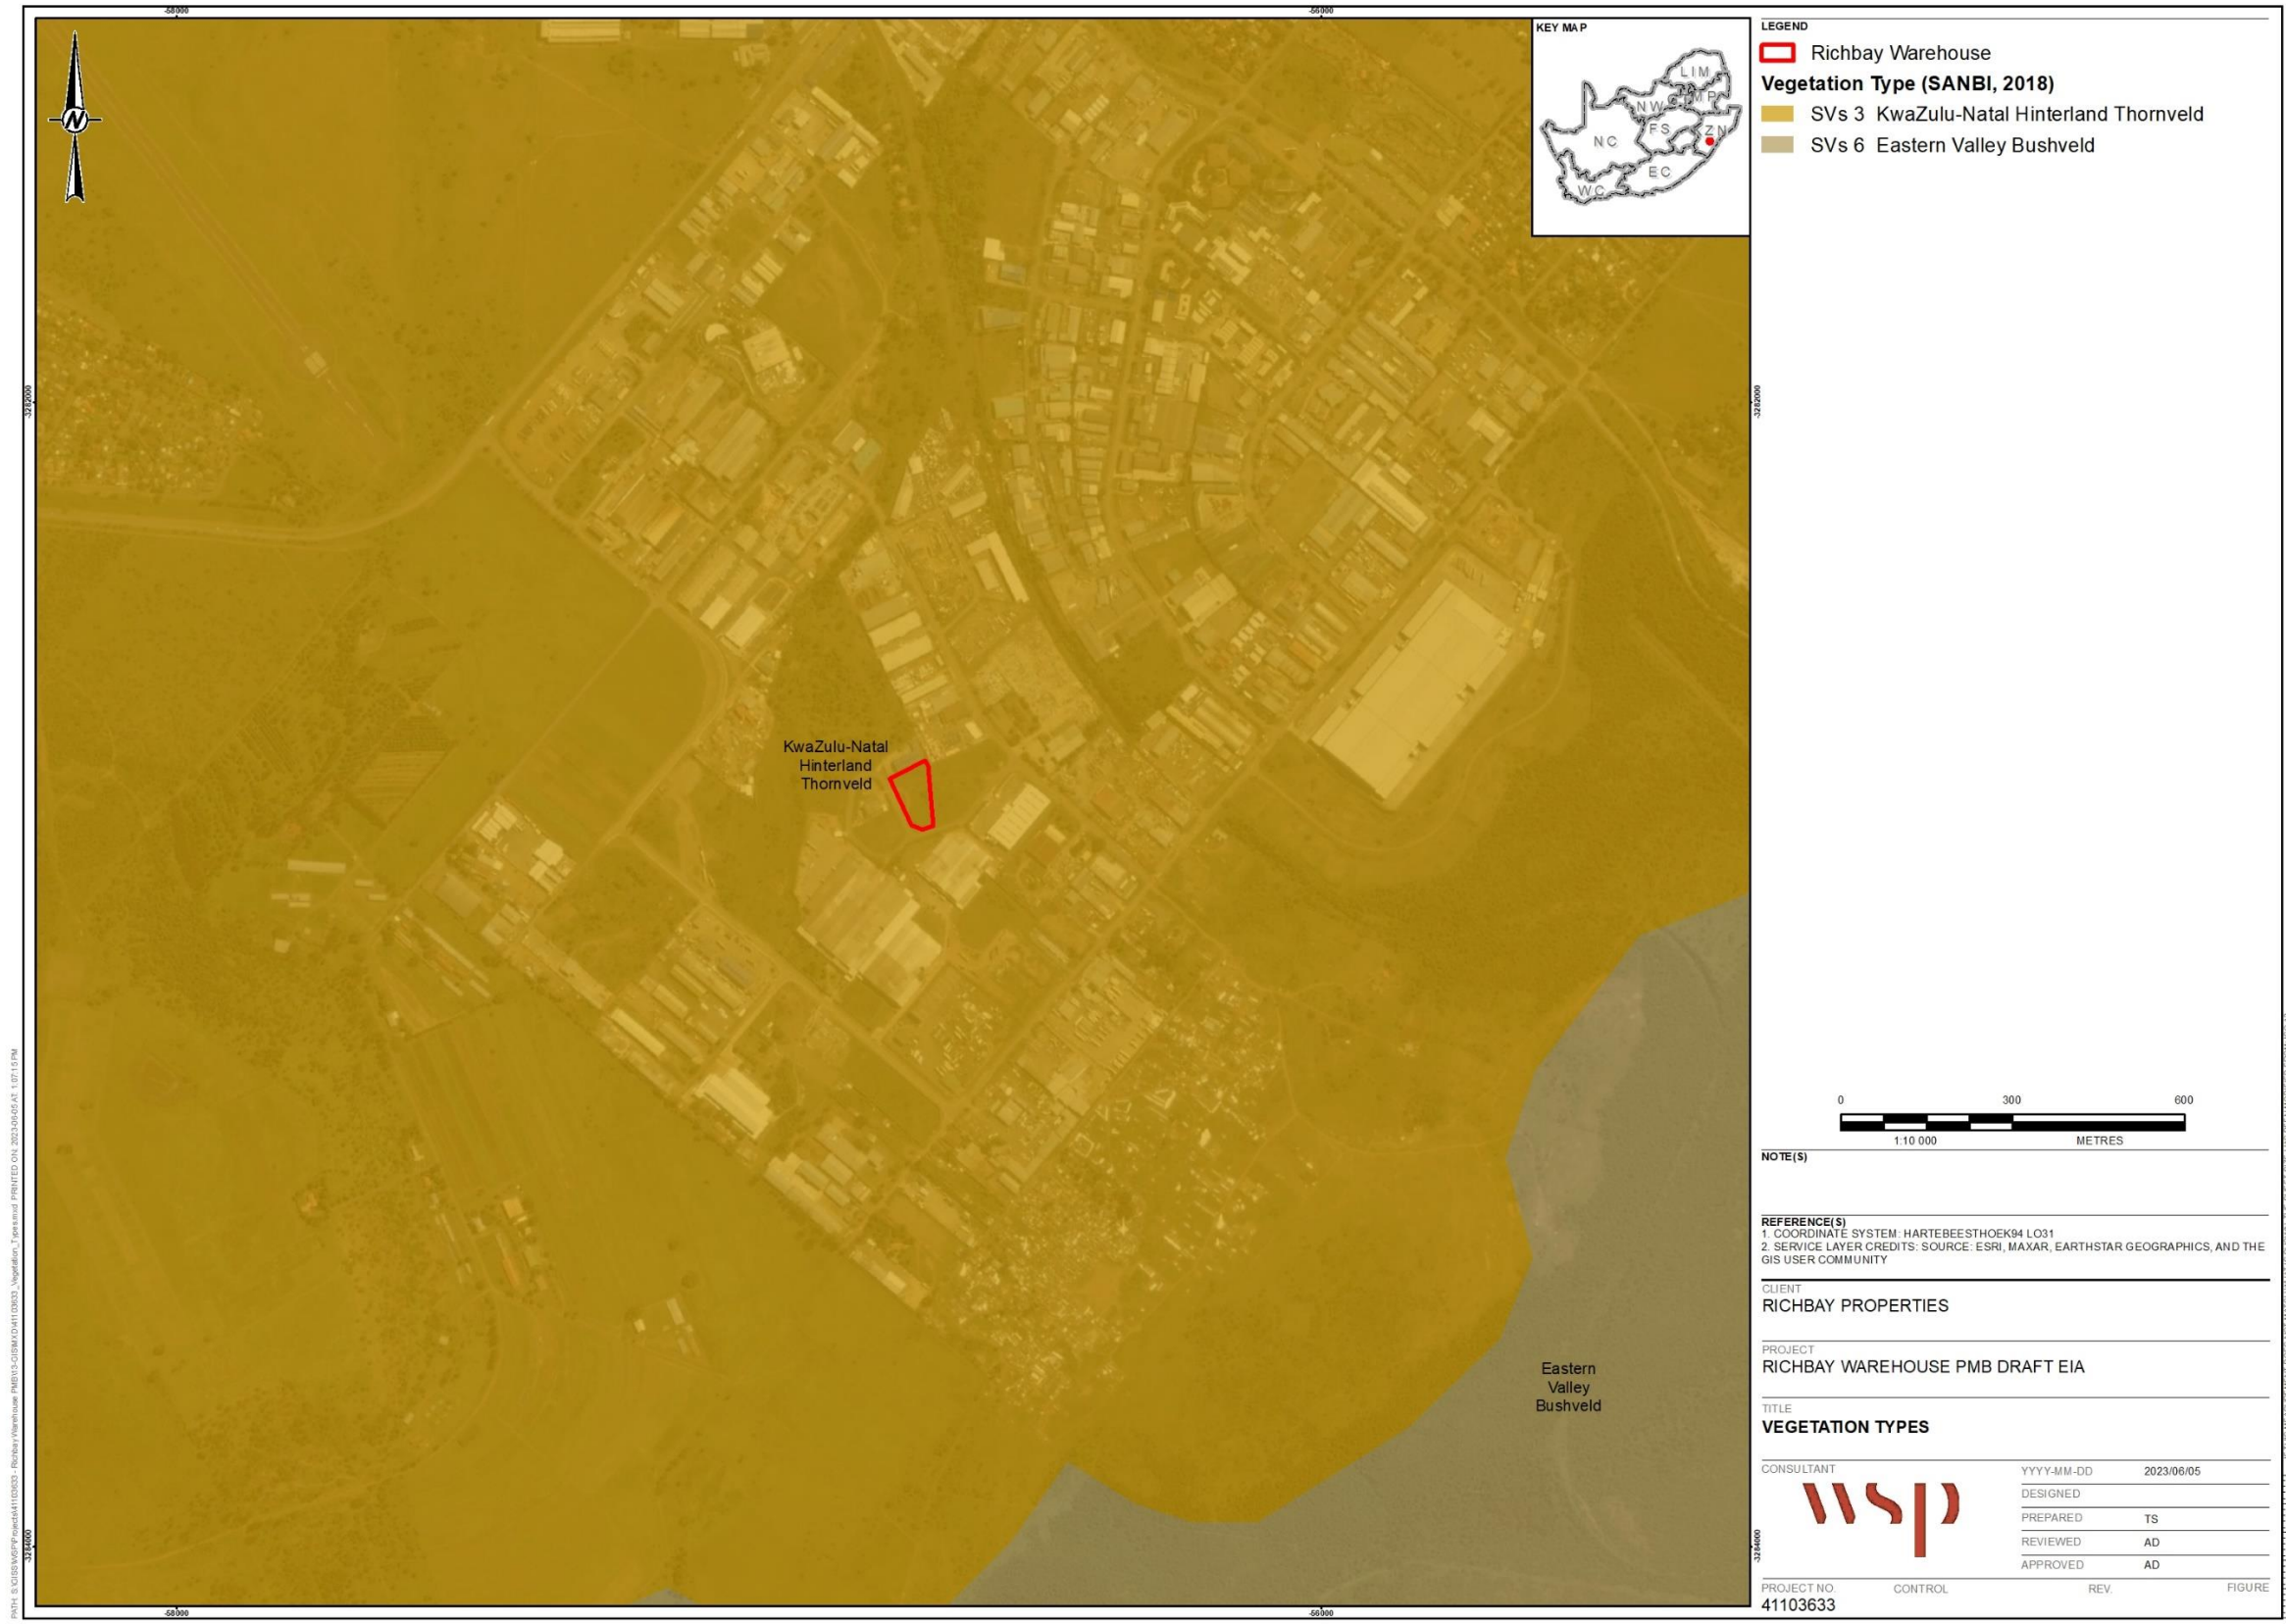 -58000
-56000
KEY MAP
LIM
NW
MP
FS
ZN
NC
EC
WC
N
-3282000
-3282000
KwaZulu-Natal
Hinterland
Thornveld
Eastern
Valley
Bushveld
-3284000
-3284000
-58000
-56000
LEGEND
Richbay Warehouse
Vegetation Type (SANBI, 2018)
SVs 3 KwaZulu-Natal Hinterland Thornveld
SVs 6 Eastern Valley Bushveld
0 300 600
1:10 000 METRES
NOTE(S)
REFERENCE(S)
1. COORDINATE SYSTEM: HARTEBEESTHOEK94 LO31
2. SERVICE LAYER CREDITS: SOURCE: ESRI, MAXAR, EARTHSTAR GEOGRAPHICS, AND THE
GIS USER COMMUNITY
CLIENT
RICHBAY PROPERTIES
PROJECT
RICHBAY WAREHOUSE PMB DRAFT EIA
TITLE
VEGETATION TYPES
CONSULTANT
wsp
YYYY-MM-DD 2023/06/05
DESIGNED
PREPARED TS
REVIEWED AD
APPROVED AD
PROJECT NO. CONTROL REV. FIGURE
41103633